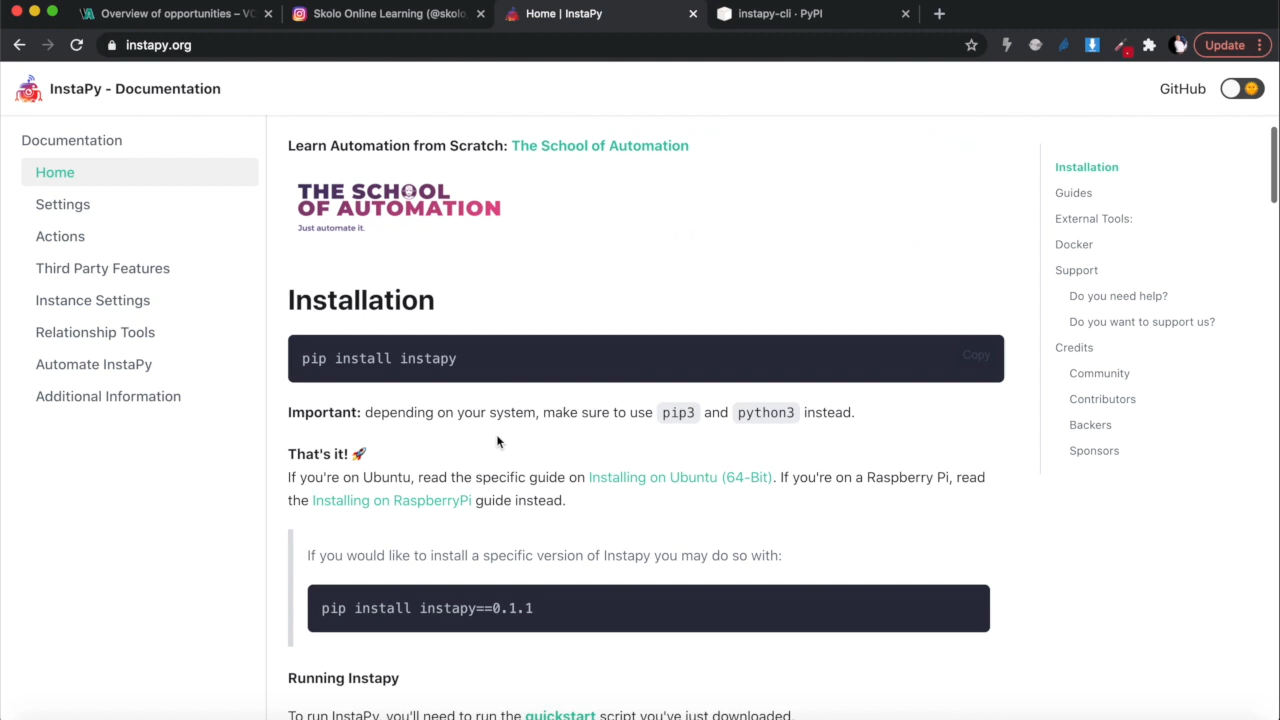 Overview of opportunities – VC
Skolo Online Learning (@skolo
Home | InstaPy
instapy-cli · PyPI
instapy.org
Update
InstaPy - Documentation
GitHub
Documentation
Home
Settings
Actions
Third Party Features
Instance Settings
Relationship Tools
Automate InstaPy
Additional Information
Learn Automation from Scratch: The School of Automation
THE SCHOOL
OF AUTOMATION
Just automate it.
Installation
pip install instapy
Copy
Important: depending on your system, make sure to use pip3 and python3 instead.
That's it! 🚀
If you're on Ubuntu, read the specific guide on Installing on Ubuntu (64-Bit). If you're on a Raspberry Pi, read
the Installing on RaspberryPi guide instead.
If you would like to install a specific version of Instapy you may do so with:
pip install instapy==0.1.1
Running Instapy
To run InstaPy, you'll need to run the quickstart script you've just downloaded.
Installation
Guides
External Tools:
Docker
Support
Do you need help?
Do you want to support us?
Credits
Community
Contributors
Backers
Sponsors